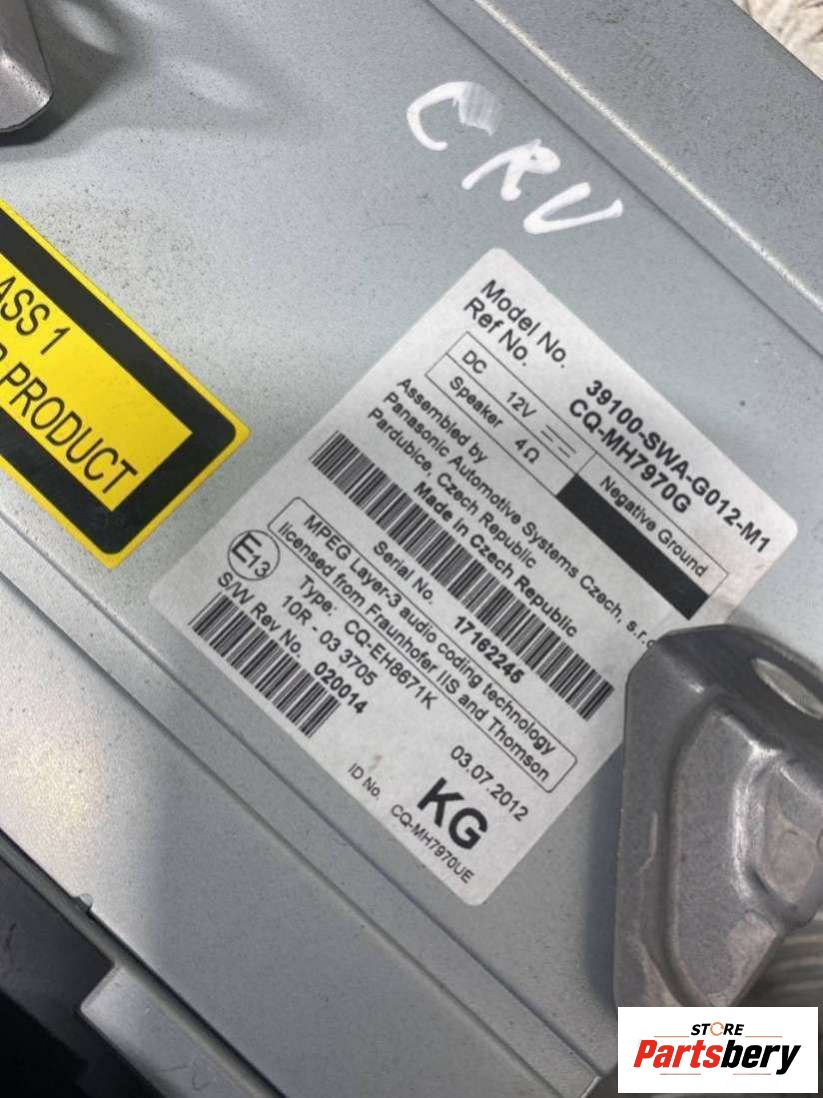 CRV
ASS 1
PRODUCT
Model No. 39100-SWA-G012-M1
Ref No. CQ-MH7970G
DC 12V Negative Ground
Speaker 4Ω
Assembled by
Panasonic Automotive Systems Czech, s.r.o
Pardubice, Czech Republic
Made in Czech Republic
Serial No. 17162245
MPEG Layer-3 audio coding technology
licensed from Fraunhofer IIS and Thomson
E13
Type: CQ-EH8671K
10R - 03 3705
S/W Rev No. 020014
03.07.2012
KG
ID No. CQ-MH7970UE
STORE
Partsbery